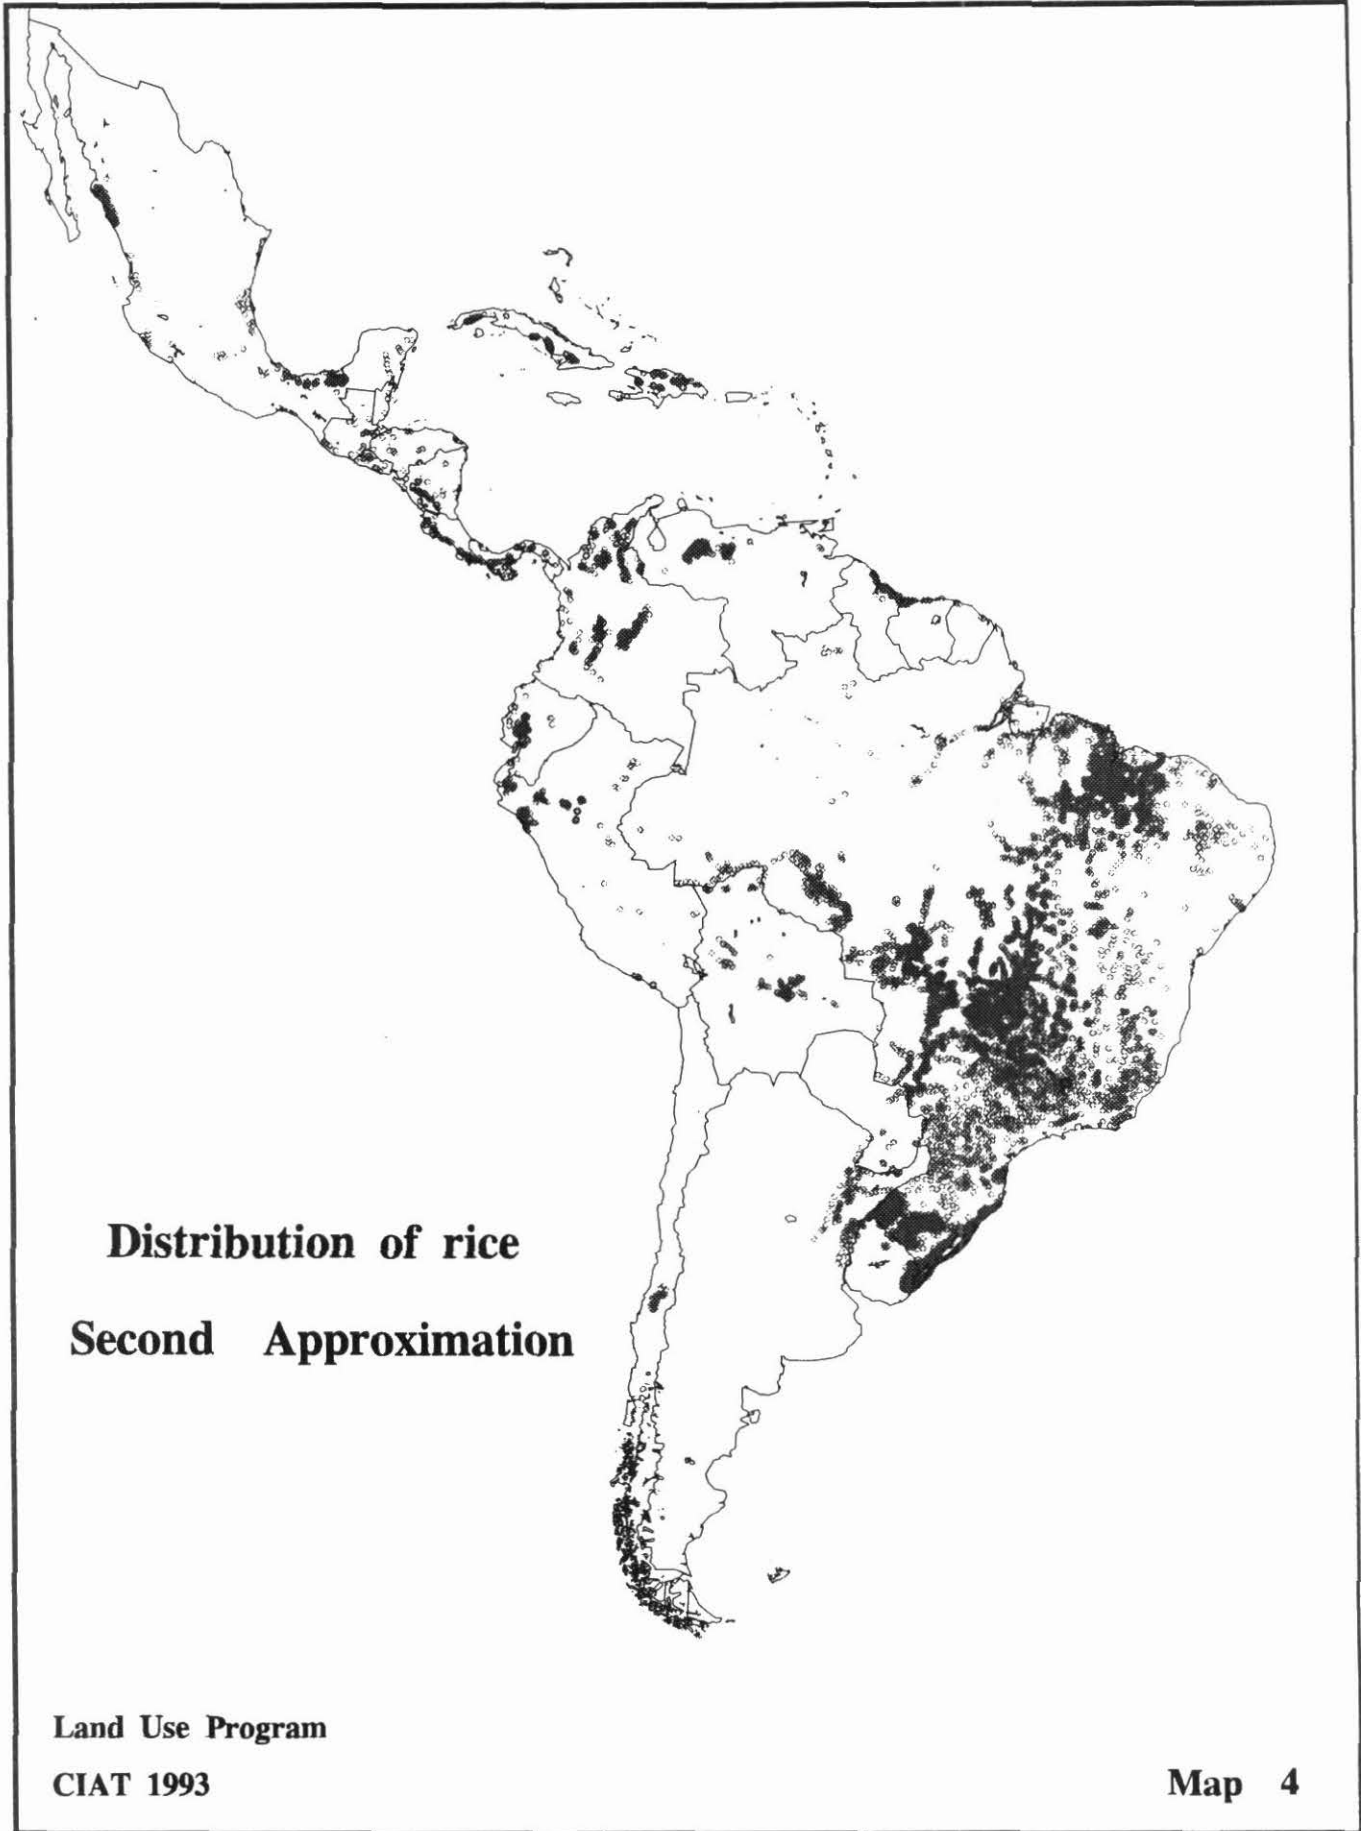 Distribution of rice
Second Approximation
Land Use Program
CIAT 1993
Map 4